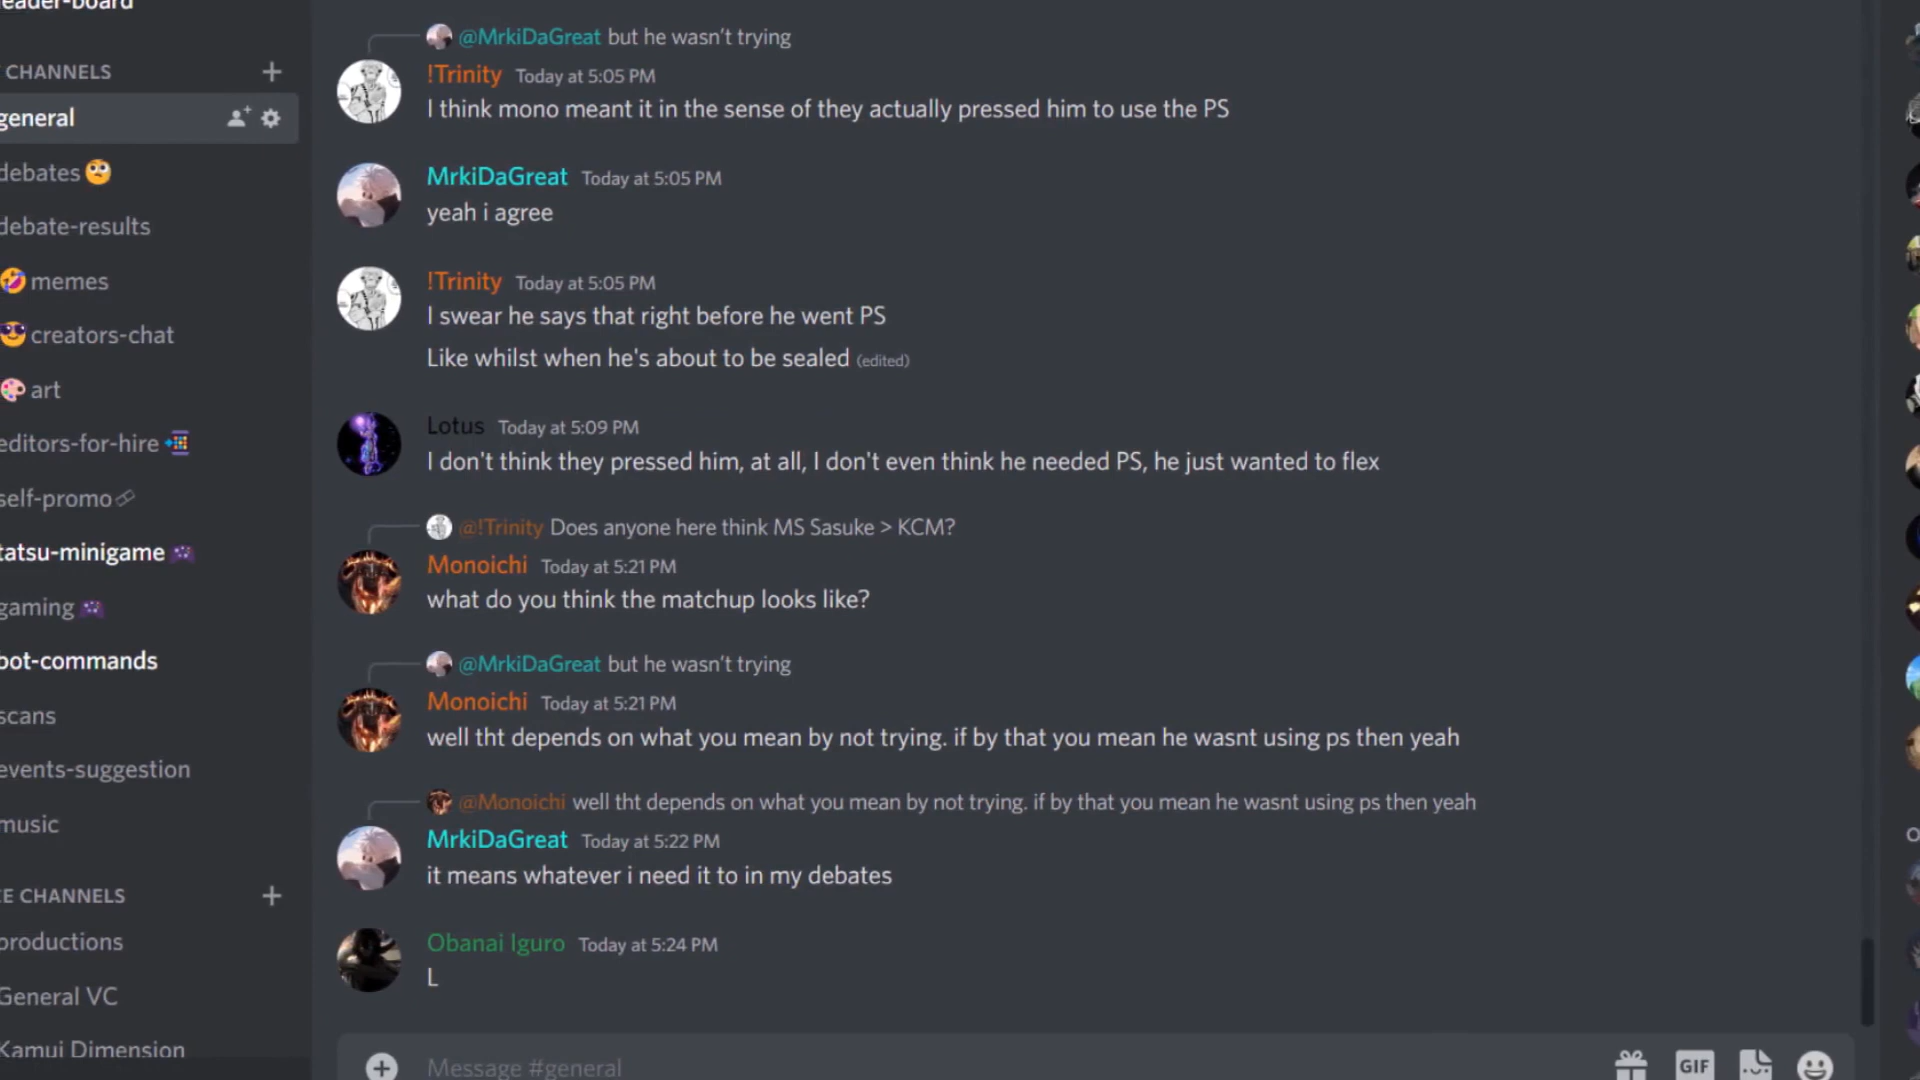 eader-board
CHANNELS
general
debates 🤨
debate-results
🤣 memes
😎 creators-chat
🎨 art
editors-for-hire
self-promo
tatsu-minigame 🎮
gaming 🎮
bot-commands
scans
events-suggestion
music
E CHANNELS
productions
General VC
Kamui Dimension
@MrkiDaGreat but he wasn't trying
!Trinity Today at 5:05 PM
I think mono meant it in the sense of they actually pressed him to use the PS
MrkiDaGreat Today at 5:05 PM
yeah i agree
!Trinity Today at 5:05 PM
I swear he says that right before he went PS
Like whilst when he's about to be sealed (edited)
Lotus Today at 5:09 PM
I don't think they pressed him, at all, I don't even think he needed PS, he just wanted to flex
@!Trinity Does anyone here think MS Sasuke > KCM?
Monoichi Today at 5:21 PM
what do you think the matchup looks like?
@MrkiDaGreat but he wasn't trying
Monoichi Today at 5:21 PM
well tht depends on what you mean by not trying. if by that you mean he wasnt using ps then yeah
@Monoichi well tht depends on what you mean by not trying. if by that you mean he wasnt using ps then yeah
MrkiDaGreat Today at 5:22 PM
it means whatever i need it to in my debates
Obanai Iguro Today at 5:24 PM
L
Message #general
GIF
O